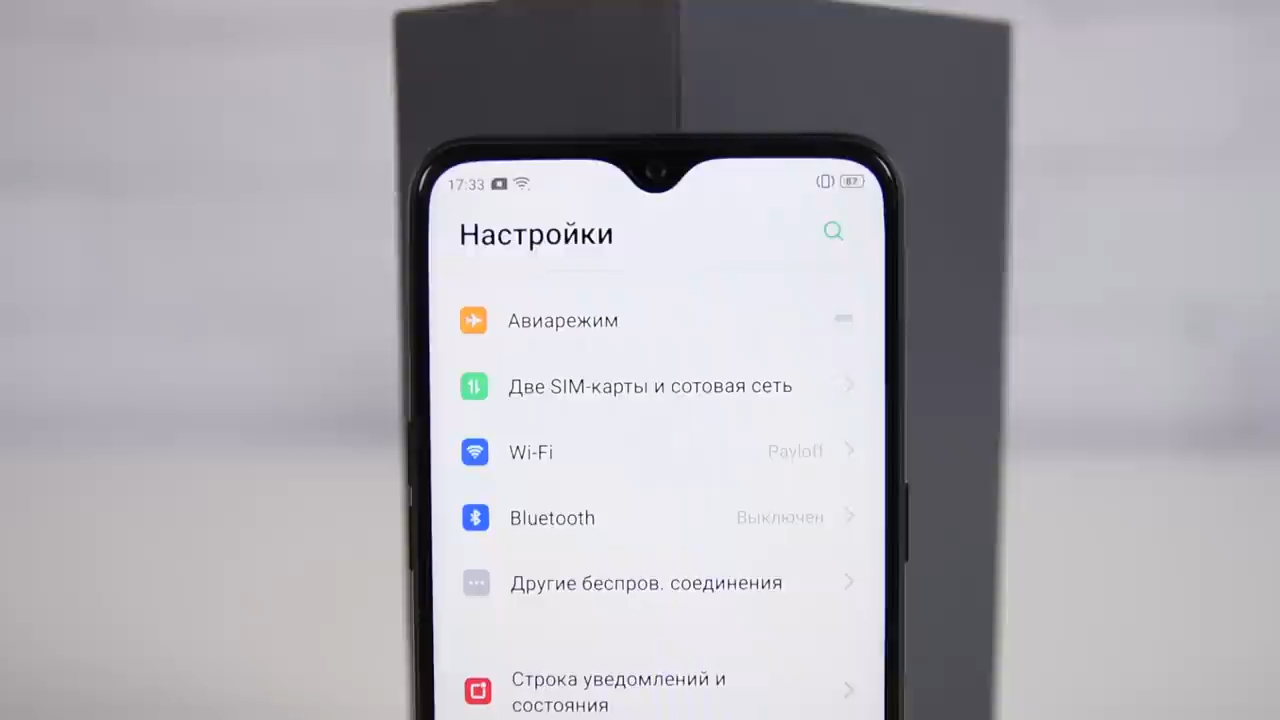 17:33
87
Настройки
Авиарежим
Две SIM-карты и сотовая сеть
Wi-Fi Payloff
Bluetooth Выключен
Другие беспров. соединения
Строка уведомлений и
состояния